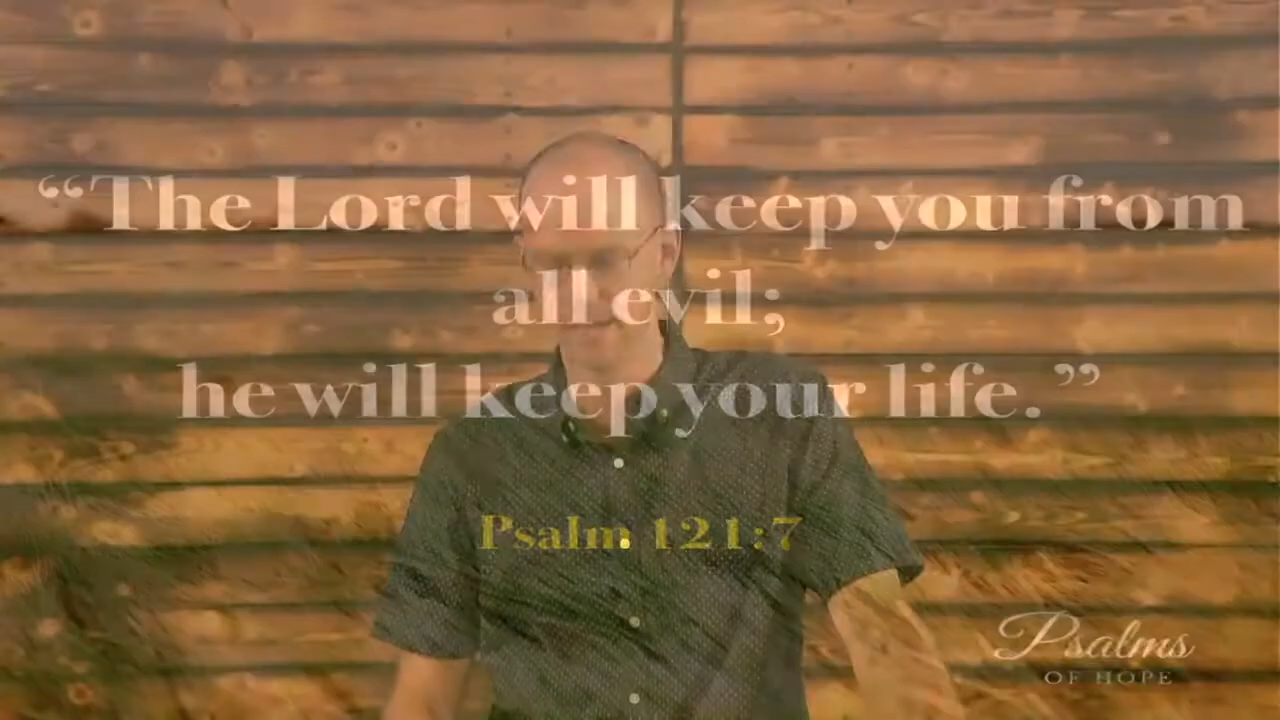 “The Lord will keep you from
all evil;
he will keep your life.”
Psalm 121:7
Psalms
OF HOPE